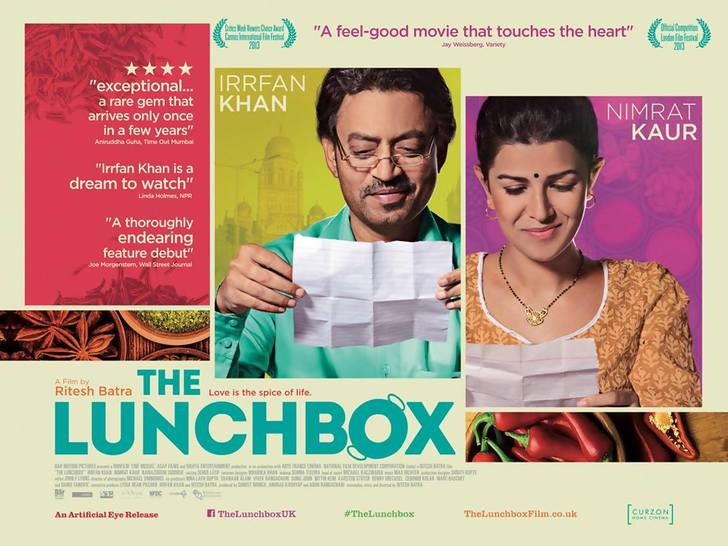 Critics Week Viewers Choice Award
Cannes International Film Festival
2013
"A feel-good movie that touches the heart"
Jay Weissberg, Variety
Official Competition
London Film Festival
2013
★★★★
"exceptional...
a rare gem that
arrives only once
in a few years"
Aniruddha Guha, Time Out Mumbai
"Irrfan Khan is a
dream to watch"
Linda Holmes, NPR
"A thoroughly
endearing
feature debut"
Joe Morgenstern, Wall Street Journal
IRRFAN
KHAN
NIMRAT
KAUR
A Film by
Ritesh Batra
THE
LUNCHBOX
Love is the spice of life.
An Artificial Eye Release
TheLunchboxUK
#TheLunchbox
TheLunchboxFilm.co.uk
CURZON
HOME CINEMA